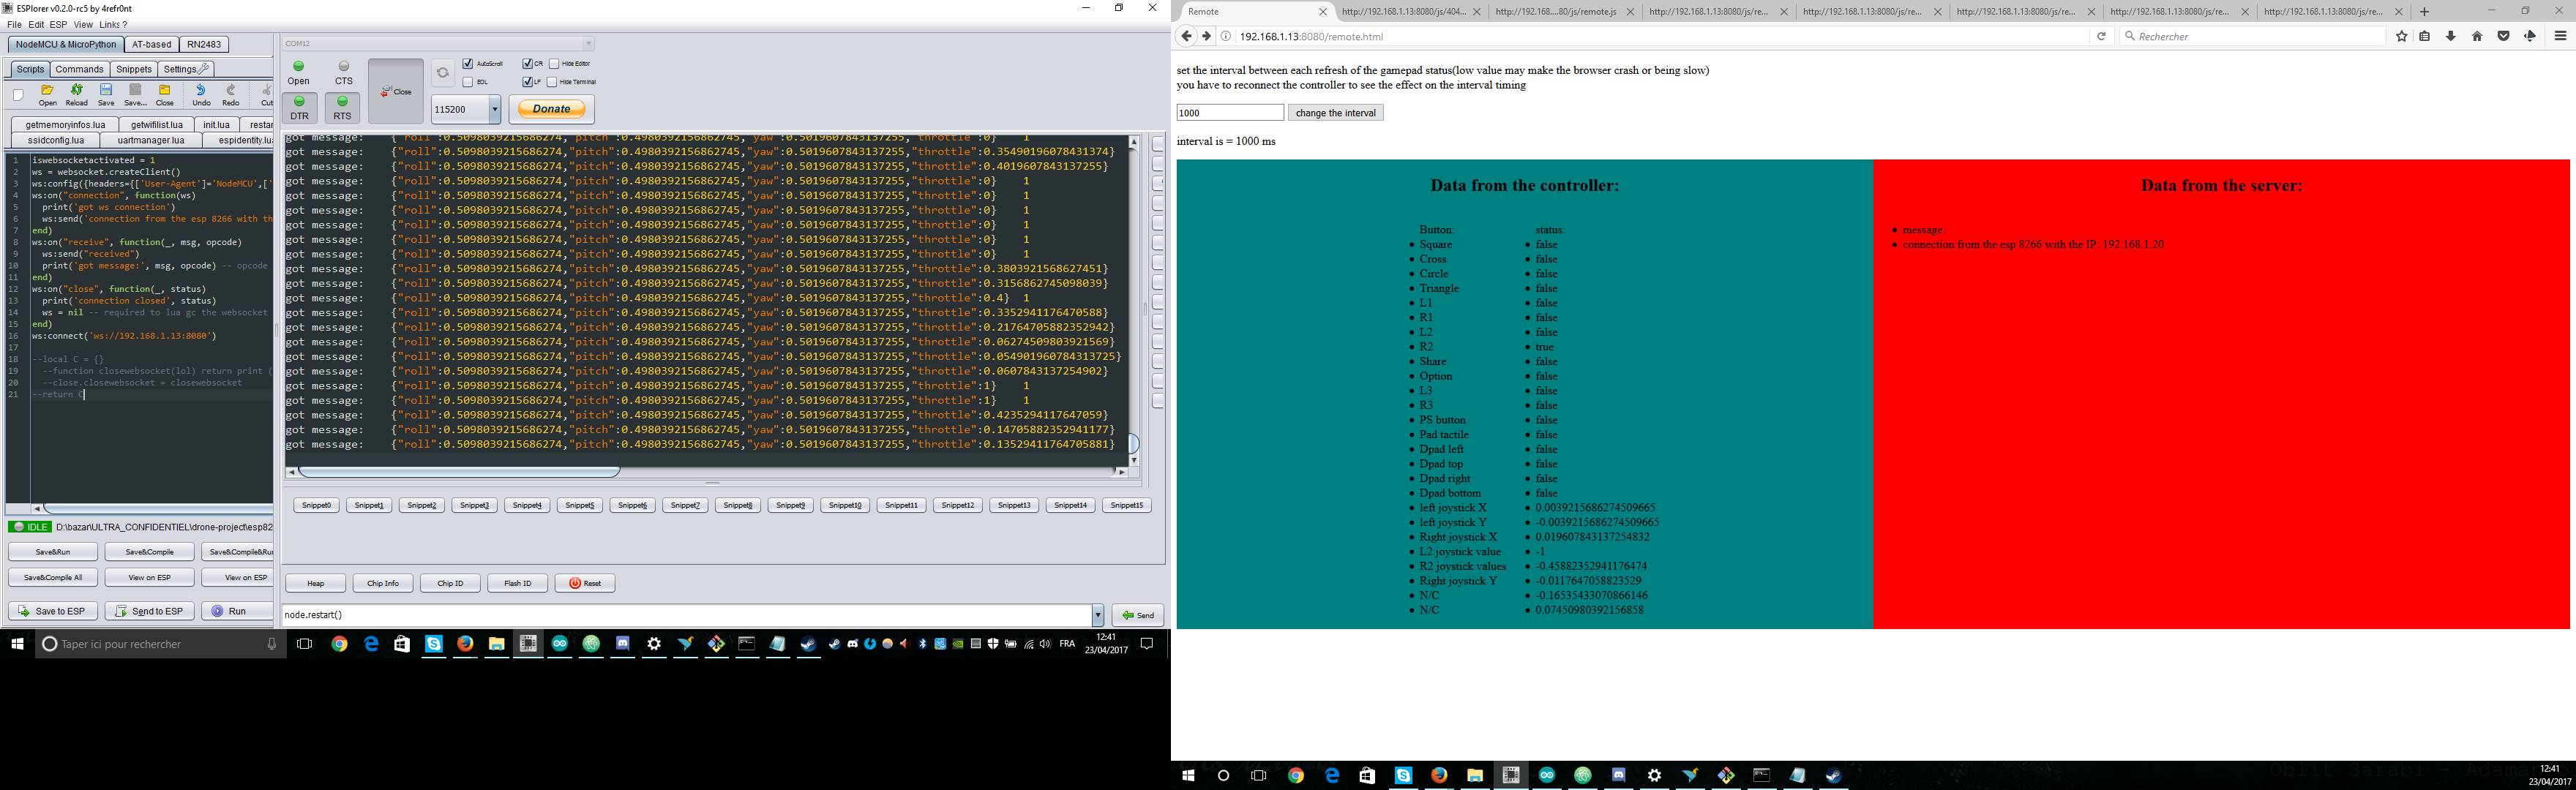 ESPlorer v0.2.0-rc5 by 4refr0nt
File Edit ESP View Links ?
NodeMCU & MicroPython AT-based RN2483
Scripts Commands Snippets Settings
Open Reload Save Save... Close Undo Redo Cut
getmemoryinfos.lua getwifilist.lua init.lua restar
ssidconfig.lua uartmanager.lua espidentity.lu
1 iswebsocketactivated = 1
2 ws = websocket.createClient()
3 ws:config({headers={['User-Agent']='NodeMCU',['
4 ws:on("connection", function(ws)
5 print('got ws connection')
6 ws:send('connection from the esp 8266 with th
7 end)
8 ws:on("receive", function(_, msg, opcode)
9 ws:send("received")
10 print('got message:', msg, opcode) -- opcode
11 end)
12 ws:on("close", function(_, status)
13 print('connection closed', status)
14 ws = nil -- required to lua gc the websocket
15 end)
16 ws:connect('ws://192.168.1.13:8080')
17
18 --local C = {}
19 --function closewebsocket(lol) return print (
20 --close.closewebsocket = closewebsocket
21 --return C
IDLE D:\bazar\ULTRA_CONFIDENTIEL\drone-project\esp82
Save&Run Save&Compile Save&Compile&Ru
Save&Compile All View on ESP View on ESP
Save to ESP Send to ESP Run
COM12
Open CTS
DTR RTS
Close
AutoScroll CR Hide Editor
EOL LF Hide Terminal
115200 Donate
got message: {"roll":0.5098039215686274,"pitch":0.4980392156862745,"yaw":0.5019607843137255,"throttle":0} 1
got message: {"roll":0.5098039215686274,"pitch":0.4980392156862745,"yaw":0.5019607843137255,"throttle":0.35490196078431374}
got message: {"roll":0.5098039215686274,"pitch":0.4980392156862745,"yaw":0.5019607843137255,"throttle":0.4019607843137255}
got message: {"roll":0.5098039215686274,"pitch":0.4980392156862745,"yaw":0.5019607843137255,"throttle":0} 1
got message: {"roll":0.5098039215686274,"pitch":0.4980392156862745,"yaw":0.5019607843137255,"throttle":0} 1
got message: {"roll":0.5098039215686274,"pitch":0.4980392156862745,"yaw":0.5019607843137255,"throttle":0} 1
got message: {"roll":0.5098039215686274,"pitch":0.4980392156862745,"yaw":0.5019607843137255,"throttle":0} 1
got message: {"roll":0.5098039215686274,"pitch":0.4980392156862745,"yaw":0.5019607843137255,"throttle":0} 1
got message: {"roll":0.5098039215686274,"pitch":0.4980392156862745,"yaw":0.5019607843137255,"throttle":0} 1
got message: {"roll":0.5098039215686274,"pitch":0.4980392156862745,"yaw":0.5019607843137255,"throttle":0.3803921568627451}
got message: {"roll":0.5098039215686274,"pitch":0.4980392156862745,"yaw":0.5019607843137255,"throttle":0.3156862745098039}
got message: {"roll":0.5098039215686274,"pitch":0.4980392156862745,"yaw":0.5019607843137255,"throttle":0.4} 1
got message: {"roll":0.5098039215686274,"pitch":0.4980392156862745,"yaw":0.5019607843137255,"throttle":0.3352941176470588}
got message: {"roll":0.5098039215686274,"pitch":0.4980392156862745,"yaw":0.5019607843137255,"throttle":0.21764705882352942}
got message: {"roll":0.5098039215686274,"pitch":0.4980392156862745,"yaw":0.5019607843137255,"throttle":0.06274509803921569}
got message: {"roll":0.5098039215686274,"pitch":0.4980392156862745,"yaw":0.5019607843137255,"throttle":0.054901960784313725}
got message: {"roll":0.5098039215686274,"pitch":0.4980392156862745,"yaw":0.5019607843137255,"throttle":0.0607843137254902}
got message: {"roll":0.5098039215686274,"pitch":0.4980392156862745,"yaw":0.5019607843137255,"throttle":1} 1
got message: {"roll":0.5098039215686274,"pitch":0.4980392156862745,"yaw":0.5019607843137255,"throttle":1} 1
got message: {"roll":0.5098039215686274,"pitch":0.4980392156862745,"yaw":0.5019607843137255,"throttle":0.4235294117647059}
got message: {"roll":0.5098039215686274,"pitch":0.4980392156862745,"yaw":0.5019607843137255,"throttle":0.14705882352941177}
got message: {"roll":0.5098039215686274,"pitch":0.4980392156862745,"yaw":0.5019607843137255,"throttle":0.13529411764705881}
Snippet0 Snippet1 Snippet2 Snippet3 Snippet4 Snippet5 Snippet6 Snippet7 Snippet8 Snippet9 Snippet10 Snippet11 Snippet12 Snippet13 Snippet14 Snippet15
Heap Chip Info Chip ID Flash ID Reset
node.restart() Send
Taper ici pour rechercher
FRA 12:41
23/04/2017
Remote http://192.168.1.13:8080/js/404... http://192.168....80/js/remote.js http://192.168.1.13:8080/js/re... http://192.168.1.13:8080/js/re... http://192.168.1.13:8080/js/re... http://192.168.1.13:8080/js/re... http://192.168.1.13:8080/js/re...
192.168.1.13:8080/remote.html Rechercher
set the interval between each refresh of the gamepad status(low value may make the browser crash or being slow)
you have to reconnect the controller to see the effect on the interval timing
1000 change the interval
interval is = 1000 ms
Data from the controller:
Button: status:
Square false
Cross false
Circle false
Triangle false
L1 false
R1 false
L2 false
R2 true
Share false
Option false
L3 false
R3 false
PS button false
Pad tactile false
Dpad left false
Dpad top false
Dpad right false
Dpad bottom false
left joystick X 0.0039215686274509665
left joystick Y -0.0039215686274509665
Right joystick X 0.019607843137254832
L2 joystick value -1
R2 joystick values -0.45882352941176474
Right joystick Y -0.0117647058823529
N/C -0.16535433070866146
N/C 0.07450980392156858
Data from the server:
message:
connection from the esp 8266 with the IP: 192.168.1.20
12:41
23/04/2017